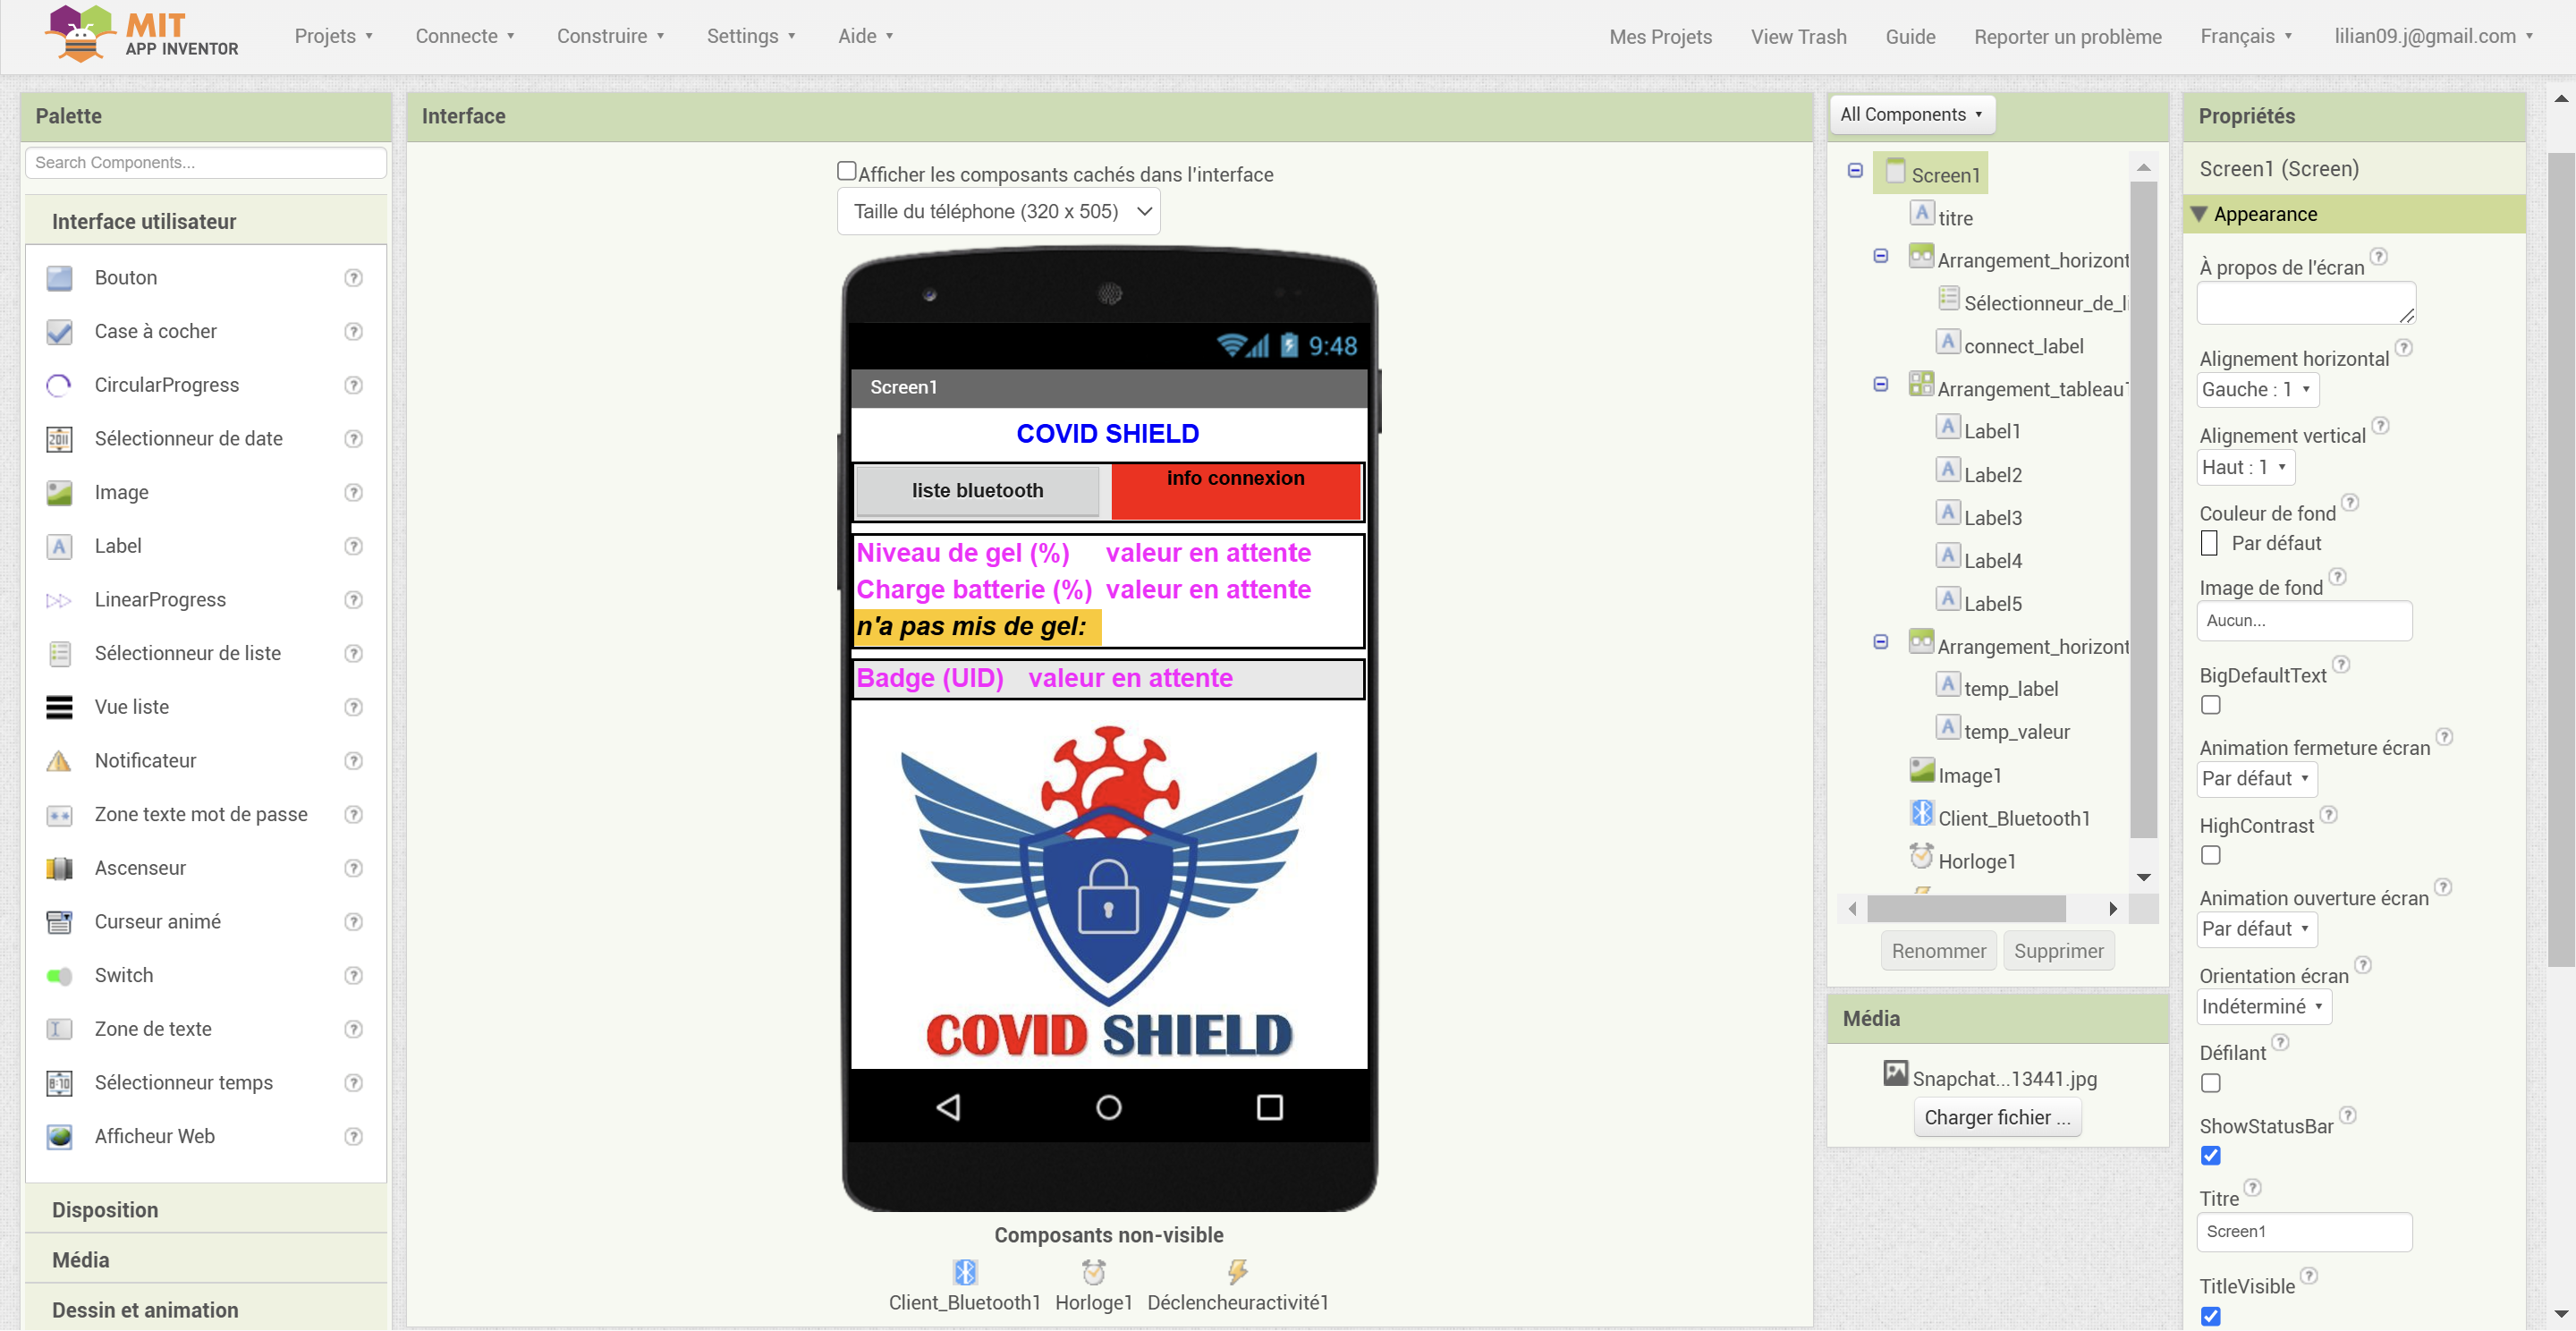 MIT
APP INVENTOR
Projets
Connecte
Construire
Settings
Aide
Mes Projets
View Trash
Guide
Reporter un problème
Français
lilian09.j@gmail.com
Palette
Search Components...
Interface utilisateur
Bouton
Case à cocher
CircularProgress
Sélectionneur de date
Image
Label
LinearProgress
Sélectionneur de liste
Vue liste
Notificateur
Zone texte mot de passe
Ascenseur
Curseur animé
Switch
Zone de texte
Sélectionneur temps
Afficheur Web
Disposition
Média
Dessin et animation
Interface
Afficher les composants cachés dans l'interface
Taille du téléphone (320 x 505)
9:48
Screen1
COVID SHIELD
liste bluetooth
info connexion
Niveau de gel (%) valeur en attente
Charge batterie (%) valeur en attente
n'a pas mis de gel:
Badge (UID) valeur en attente
COVID SHIELD
Composants non-visible
Client_Bluetooth1
Horloge1
Déclencheuractivité1
All Components
Screen1
titre
Arrangement_horizont
Sélectionneur_de_li
connect_label
Arrangement_tableau1
Label1
Label2
Label3
Label4
Label5
Arrangement_horizont
temp_label
temp_valeur
Image1
Client_Bluetooth1
Horloge1
Renommer
Supprimer
Média
Snapchat...13441.jpg
Charger fichier ...
Propriétés
Screen1 (Screen)
Appearance
À propos de l'écran
Alignement horizontal
Gauche : 1
Alignement vertical
Haut : 1
Couleur de fond
Par défaut
Image de fond
Aucun...
BigDefaultText
Animation fermeture écran
Par défaut
HighContrast
Animation ouverture écran
Par défaut
Orientation écran
Indéterminé
Défilant
ShowStatusBar
Titre
Screen1
TitleVisible